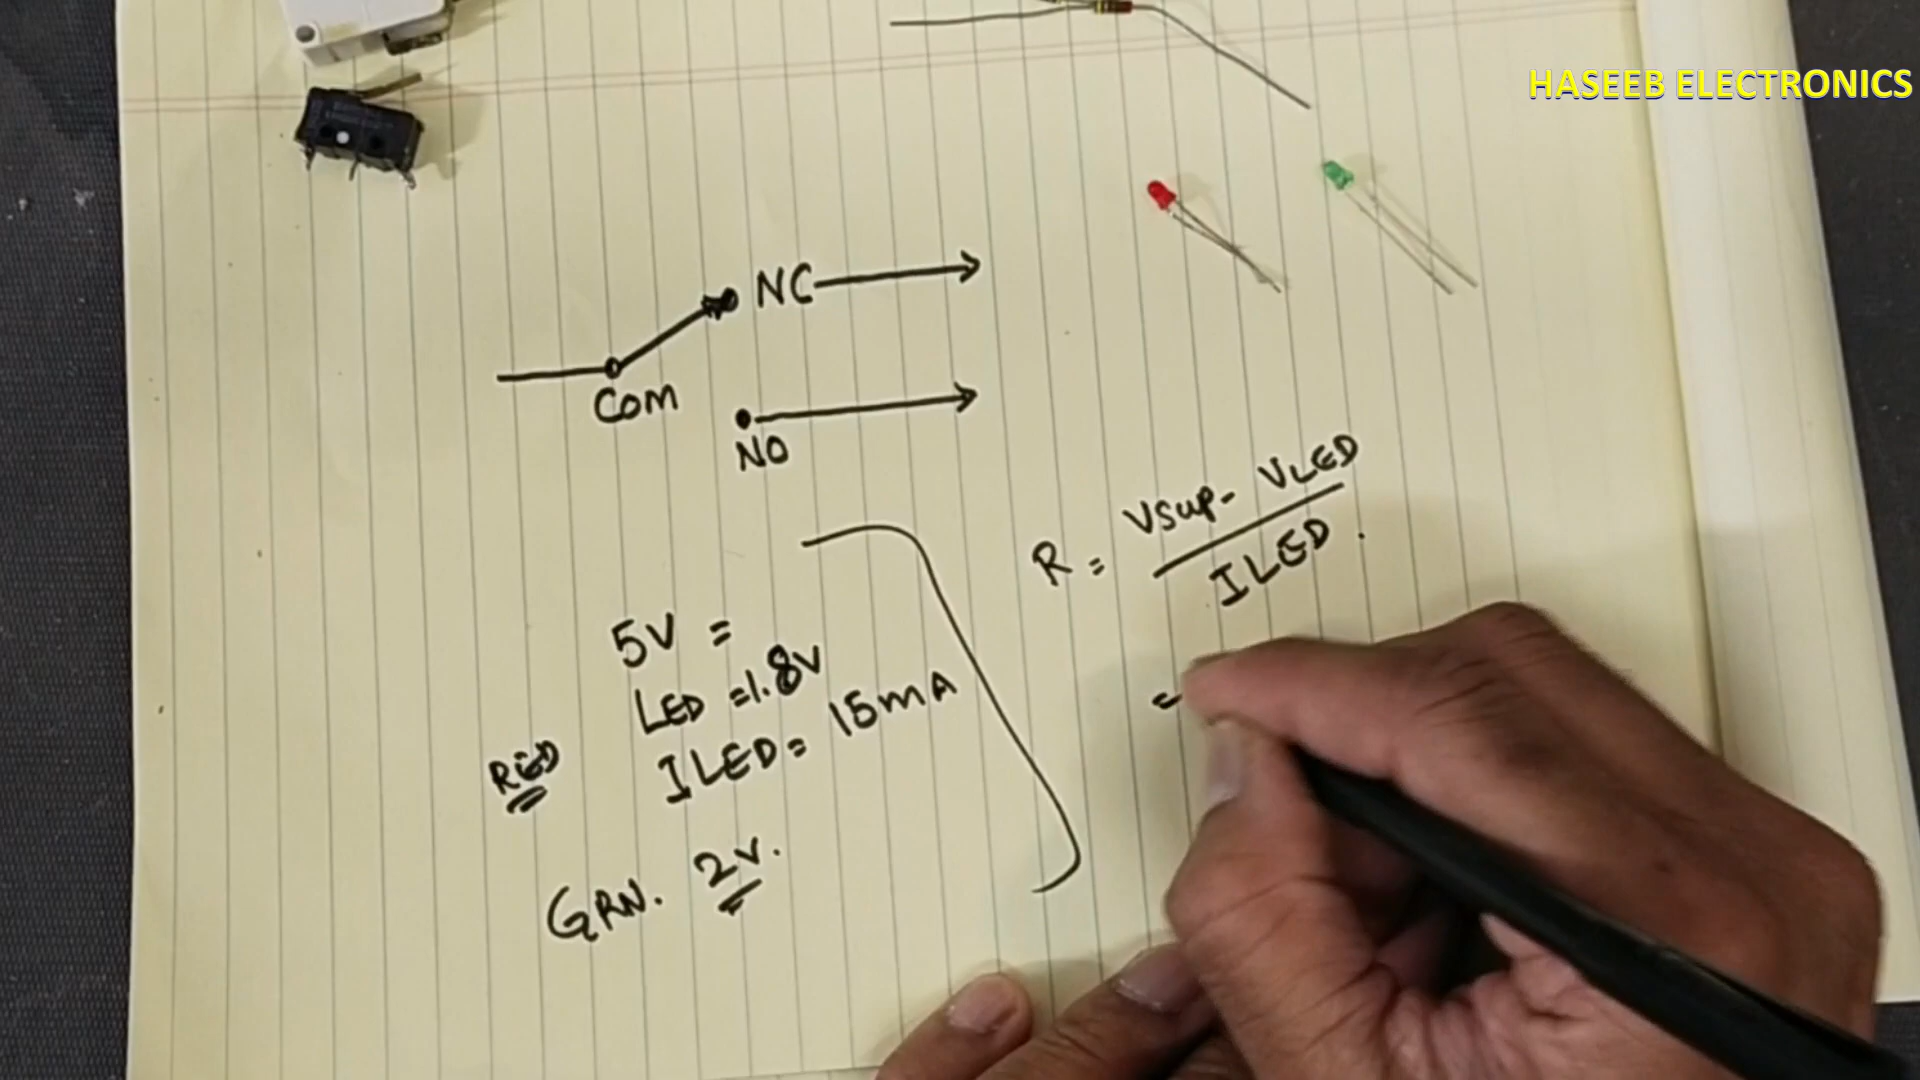 HASEEB ELECTRONICS
NC
Com
NO
R = Vsup - VLED
ILED.
5V =
LED = 1.8V
ILED = 15mA
RED
GRN. 2V.
=